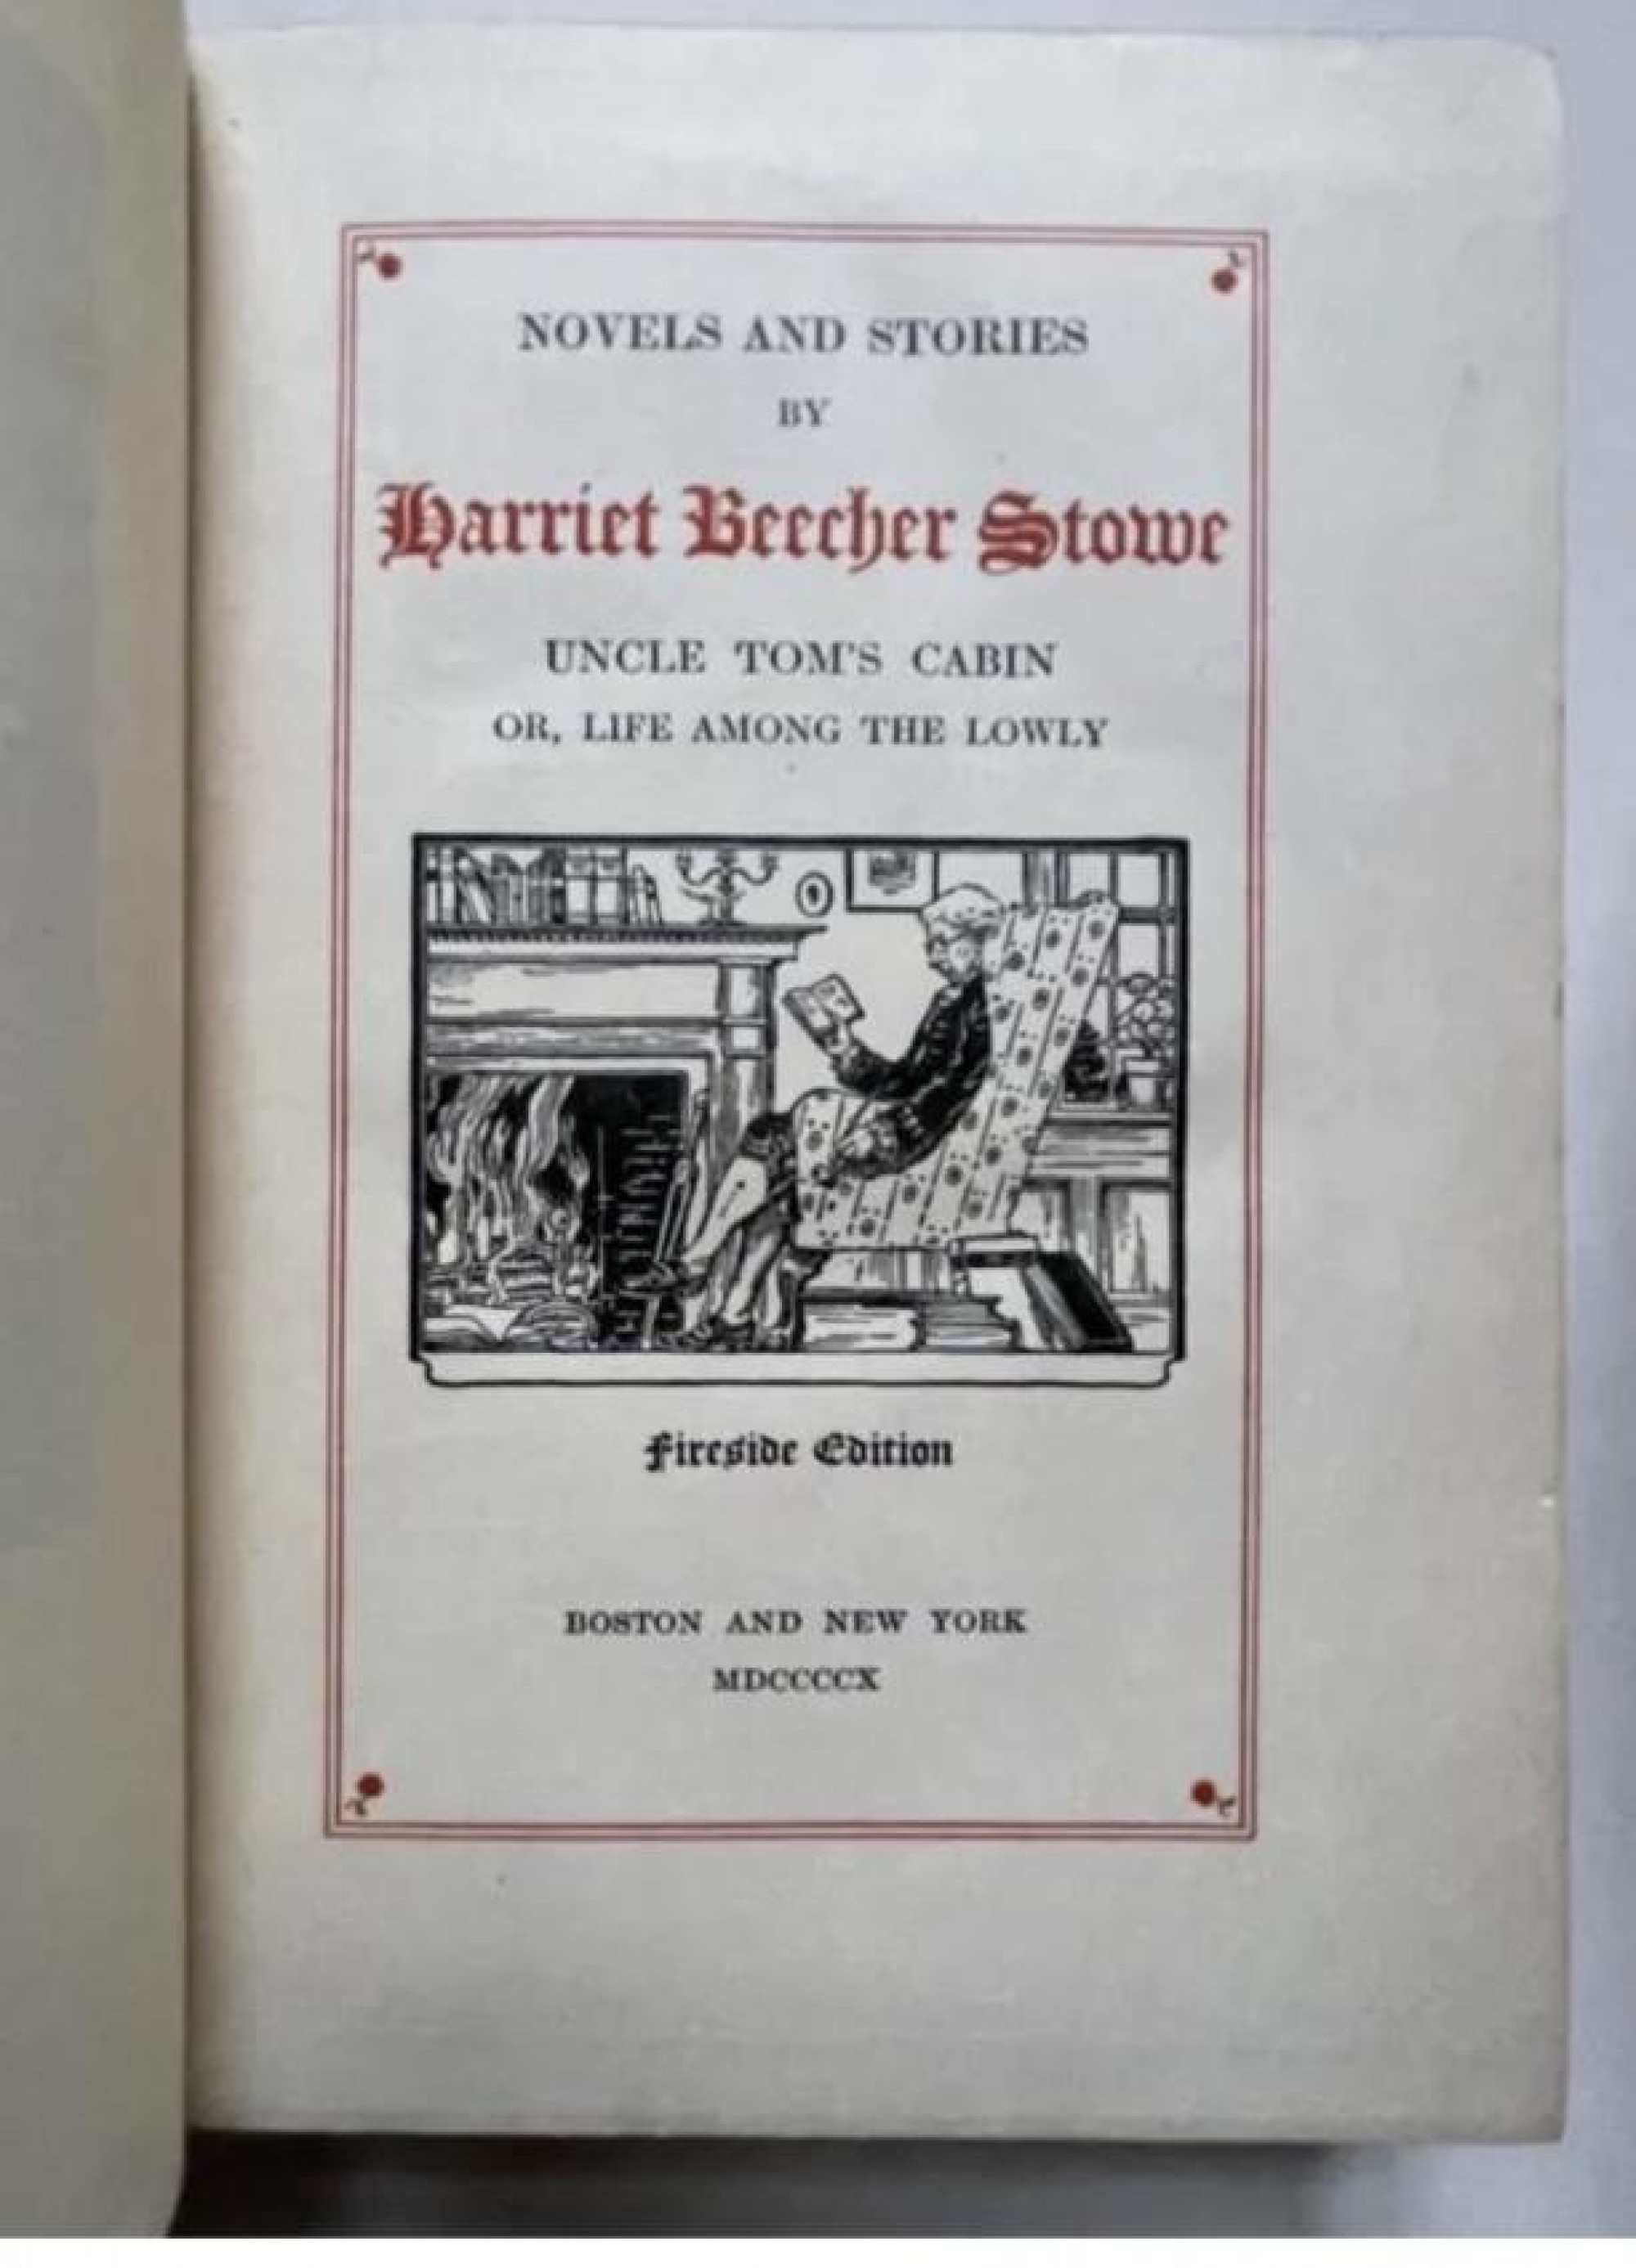 NOVELS AND STORIES
BY
Harriet Beecher Stowe
UNCLE TOM'S CABIN
OR, LIFE AMONG THE LOWLY
Fireside Edition
BOSTON AND NEW YORK
MDCCCCX